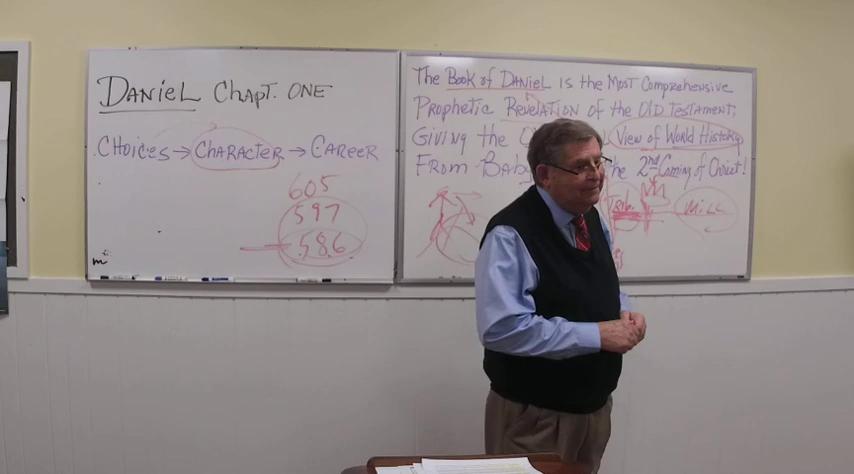 DANIEL CHAPT. ONE
CHOICES → CHARACTER → CAREER
605
597
586
m
The Book of DANIEL is the Most Comprehensive
Prophetic Revelation of the OLD TESTAMENT;
Giving the View of World History
From the 2nd Coming of Christ!
Trib. Mill